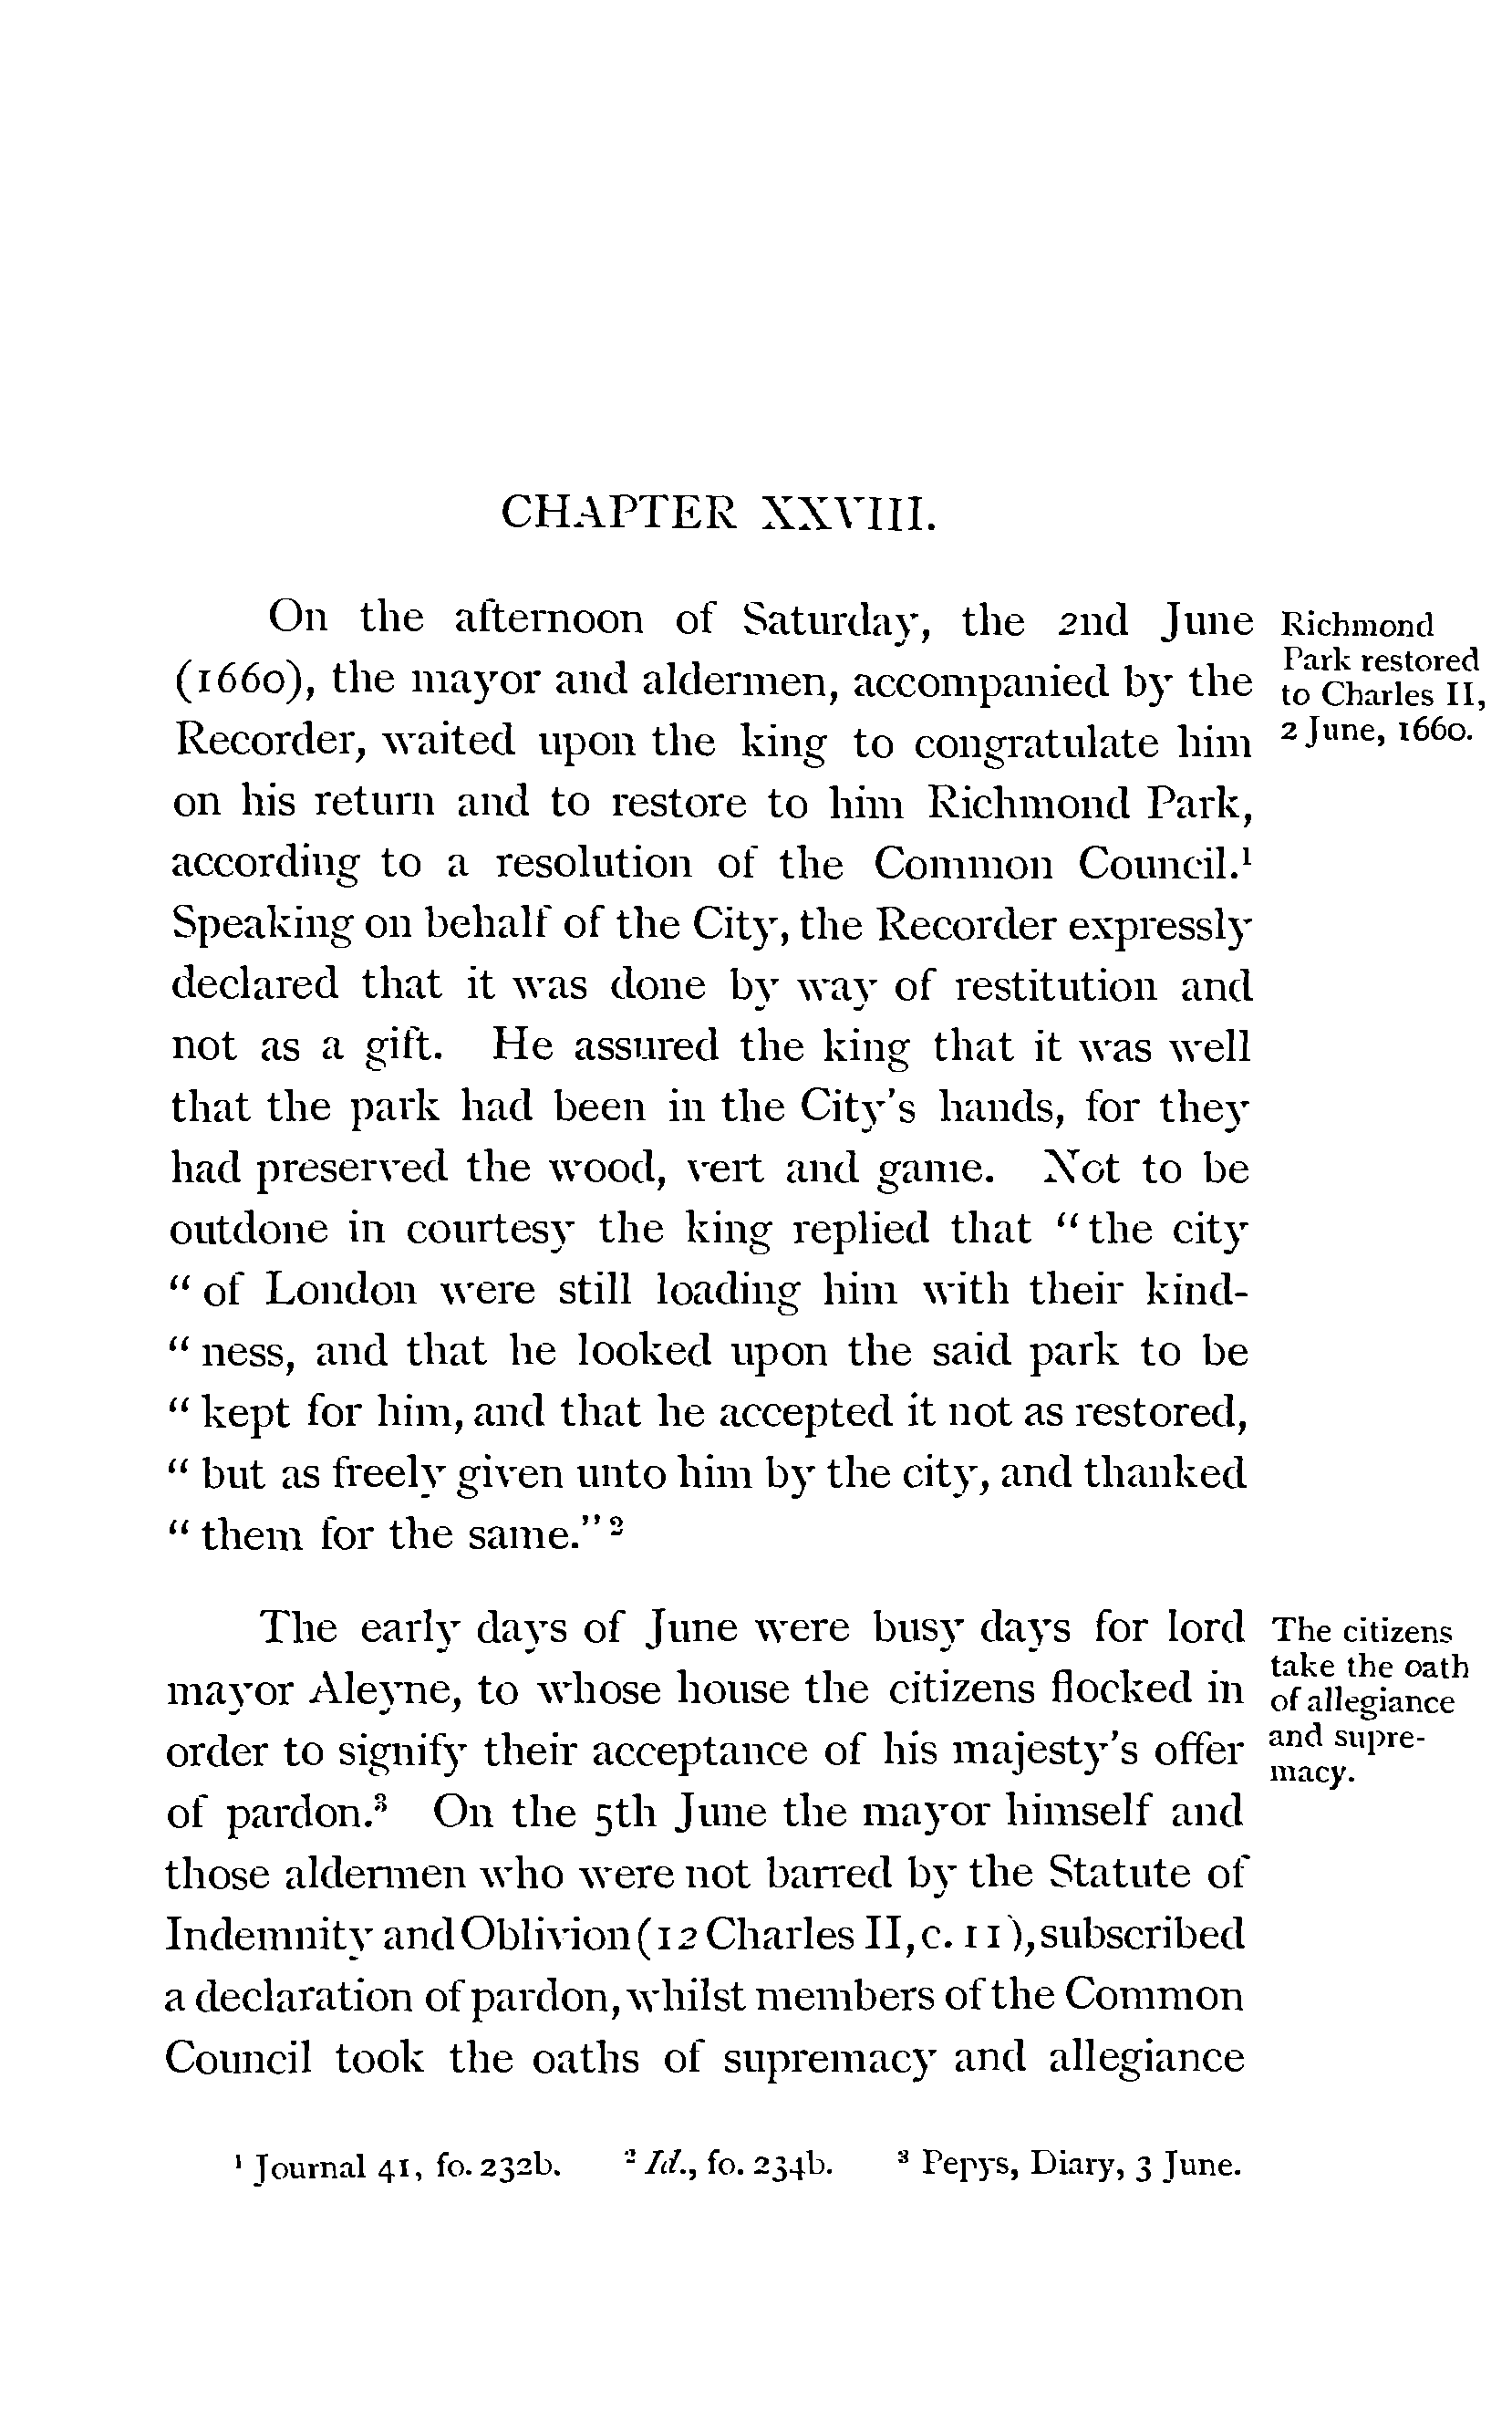 CHAPTER XXVIII.
On the afternoon of Saturday, the 2nd June
(1660), the mayor and aldermen, accompanied by the
Recorder, waited upon the king to congratulate him
on his return and to restore to him Richmond Park,
according to a resolution of the Common Council.¹
Speaking on behalf of the City, the Recorder expressly
declared that it was done by way of restitution and
not as a gift. He assured the king that it was well
that the park had been in the City's hands, for they
had preserved the wood, vert and game. Not to be
outdone in courtesy the king replied that "the city
"of London were still loading him with their kind-
"ness, and that he looked upon the said park to be
"kept for him, and that he accepted it not as restored,
"but as freely given unto him by the city, and thanked
"them for the same."²
Richmond
Park restored
to Charles II,
2 June, 1660.
The early days of June were busy days for lord
mayor Aleyne, to whose house the citizens flocked in
order to signify their acceptance of his majesty's offer
of pardon.³ On the 5th June the mayor himself and
those aldermen who were not barred by the Statute of
Indemnity and Oblivion (12 Charles II, c. 11), subscribed
a declaration of pardon, whilst members of the Common
Council took the oaths of supremacy and allegiance
The citizens
take the oath
of allegiance
and supre-
macy.
¹ Journal 41, fo. 232b. ² Id., fo. 234b. ³ Pepys, Diary, 3 June.